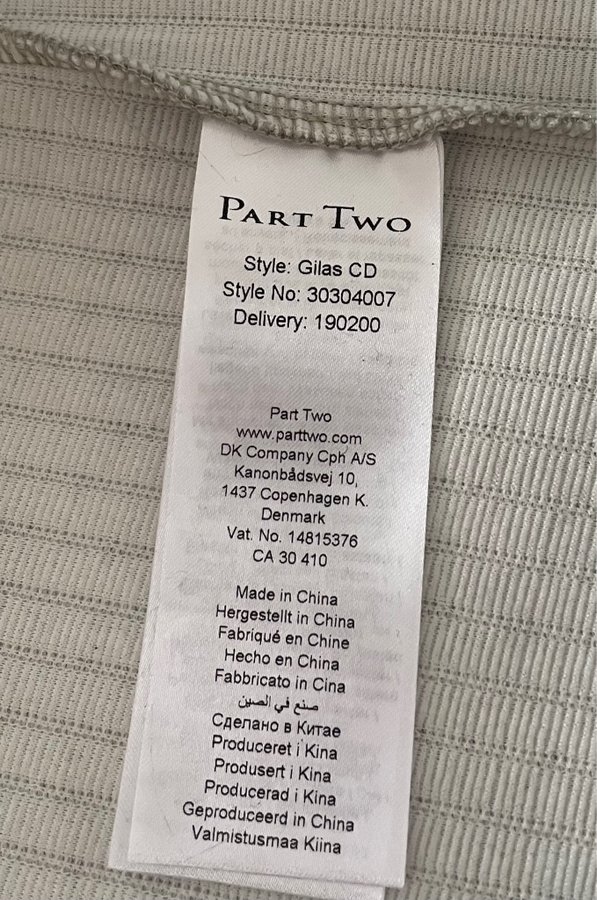 PART TWO
Style: Gilas CD
Style No: 30304007
Delivery: 190200
Part Two
www.parttwo.com
DK Company Cph A/S
Kanonbådsvej 10,
1437 Copenhagen K.
Denmark
Vat. No. 14815376
CA 30 410
Made in China
Hergestellt in China
Fabriqué en Chine
Hecho en China
Fabbricato in Cina
صنع في الصين
Сделано в Китае
Produceret i Kina
Produsert i Kina
Producerad i Kina
Geproduceerd in China
Valmistusmaa Kiina